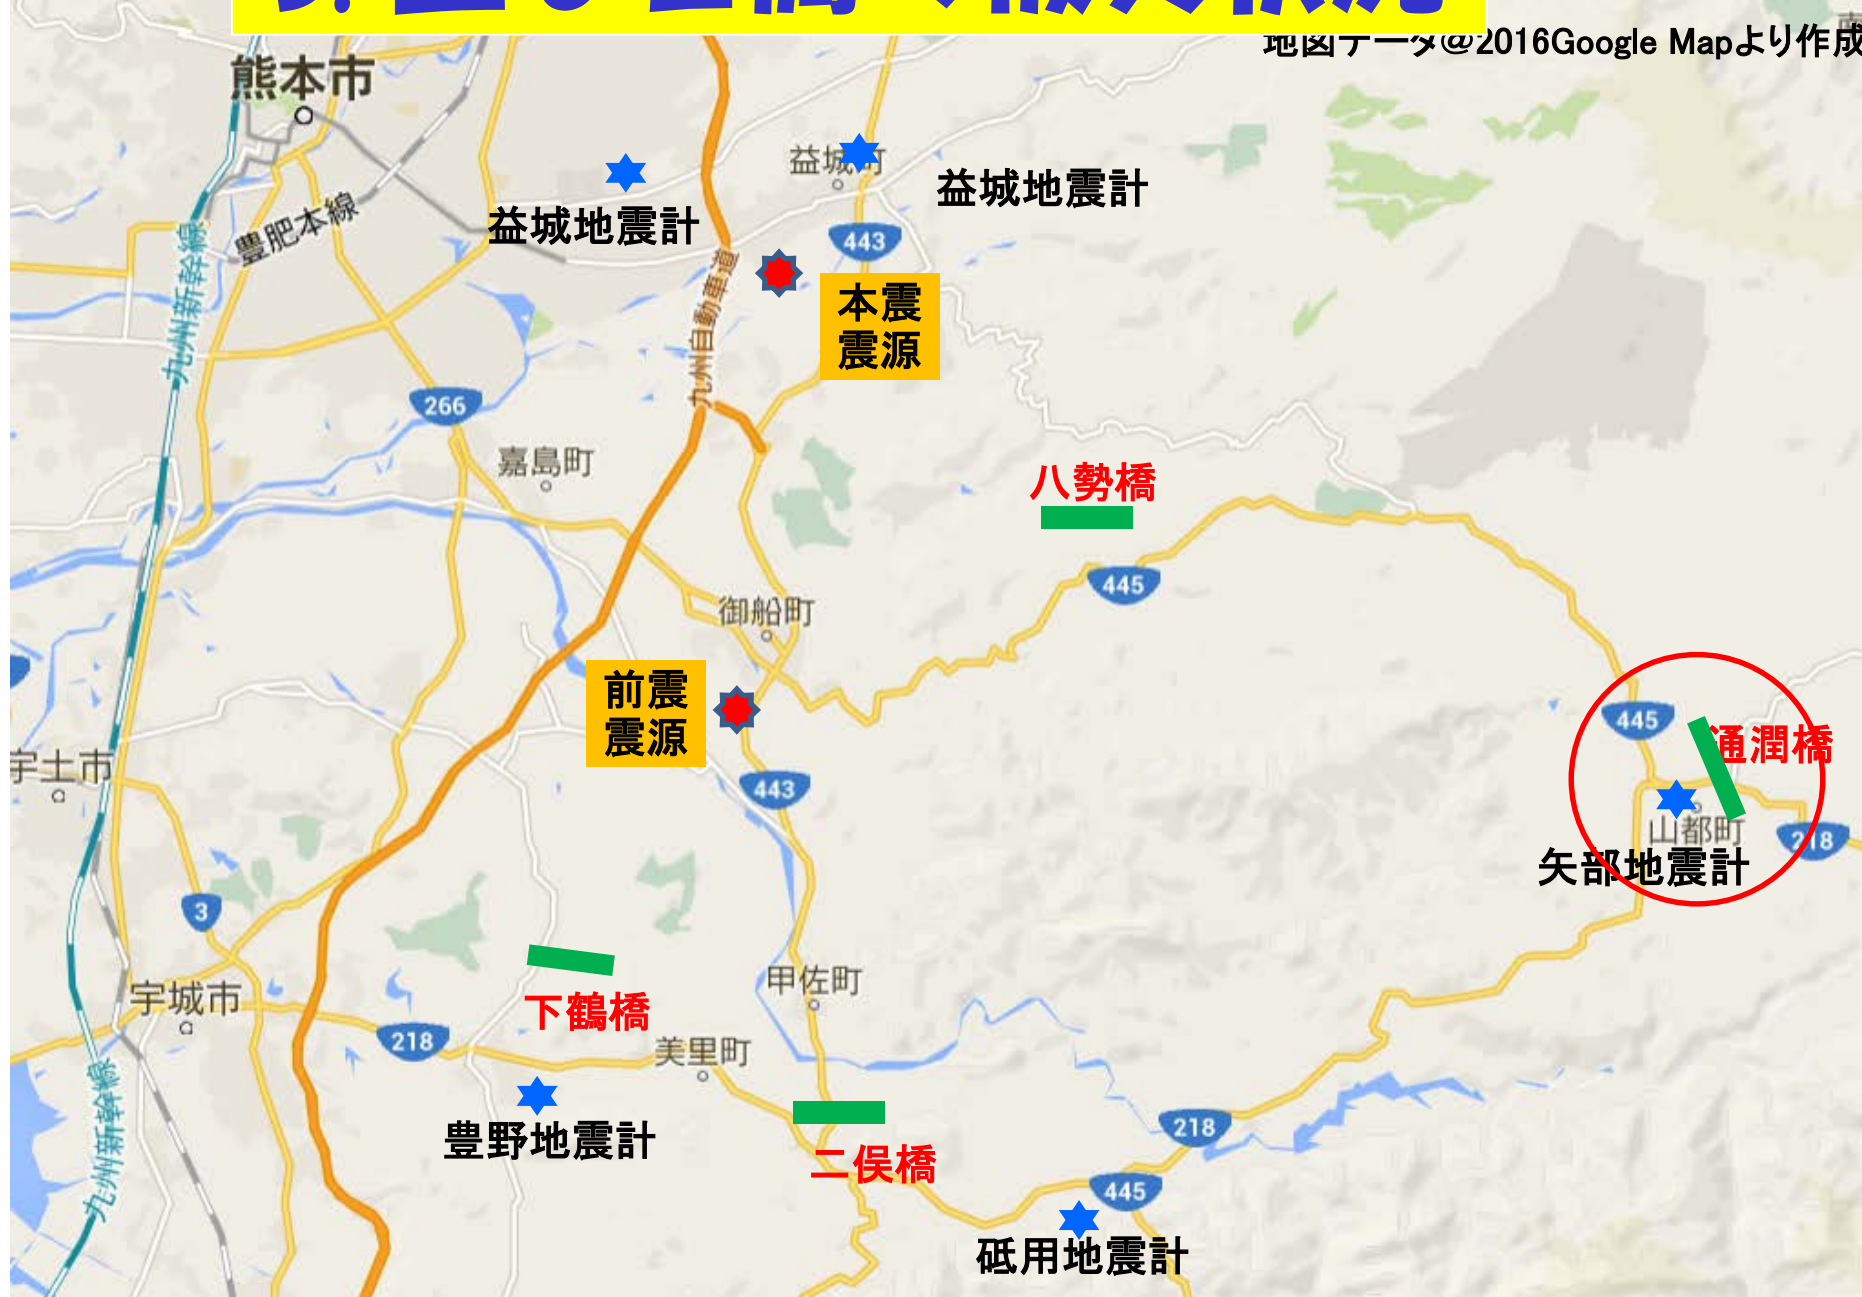 地図データ@2016Google Mapより作成
熊本市
益城町
益城地震計
益城地震計
豊肥本線
九州新幹線
443
九州自動車道
本震
震源
266
嘉島町
八勢橋
445
御船町
前震
震源
445
通潤橋
宇土市
443
山都町
218
矢部地震計
3
甲佐町
宇城市
下鶴橋
218
美里町
豊野地震計
九州新幹線
218
二俣橋
445
砥用地震計